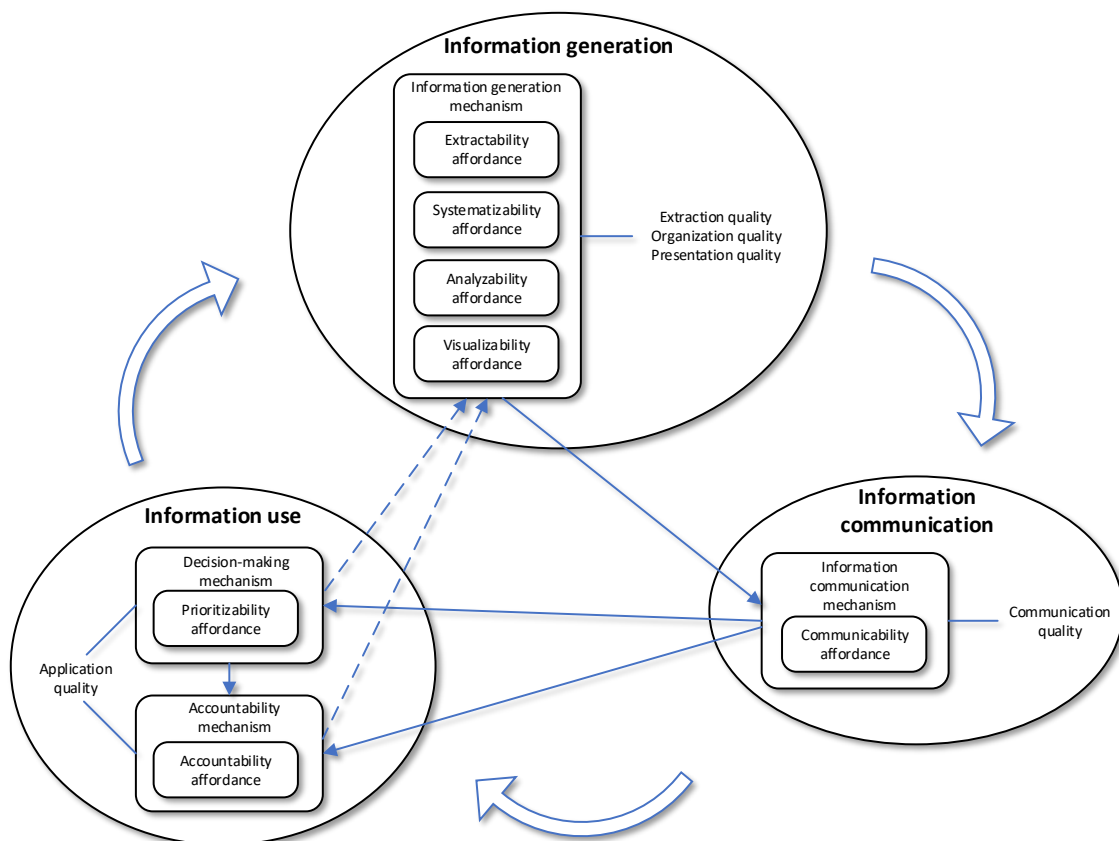 Information generation
Information generation
mechanism
Extractability
affordance
Systematizability
affordance
Analyzability
affordance
Visualizability
affordance
Extraction quality
Organization quality
Presentation quality
Information use
Decision-making
mechanism
Prioritizability
affordance
Application
quality
Accountability
mechanism
Accountability
affordance
Information
communication
Information
communication
mechanism
Communicability
affordance
Communication
quality